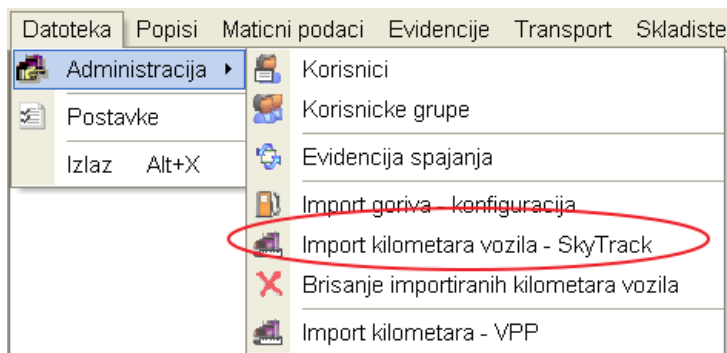 Datoteka Popisi Maticni podaci Evidencije Transport Skladiste
Administracija
Postavke
Izlaz Alt+X
Korisnici
Korisnicke grupe
Evidencija spajanja
Import goriva - konfiguracija
Import kilometara vozila - SkyTrack
Brisanje importiranih kilometara vozila
Import kilometara - VPP